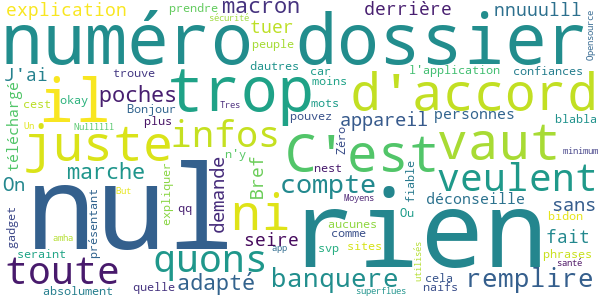 explication prendre macron derrière nnuuulll
numéro dossier
sécurité tuer peuple Opensource
J'ai trouve dautres car l'application confiances
téléchargé cest okay poches trop moins d'accord
il Bonjour mots pouvez appareil personnes
Un Nullllll plus Tres infos Zéro blabla
juste n'y C'est vaut minimum
On marche demande Bref nest fiable veulent
nul expliquer qq compte Moyens Ou déconseille sans
gadget présentant But ni rien aucunes bidon
amha seire svp comme sites fait
toute quons app utilisés cela phrases santé
seraint adapté banquere remplire
absolument quelle superflues naifs